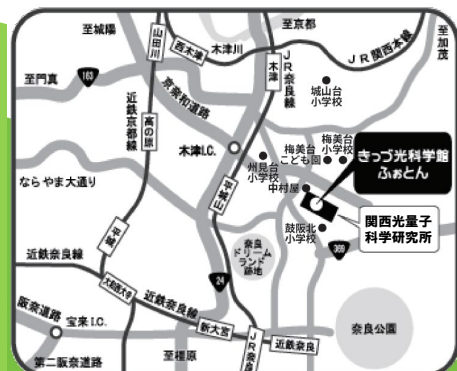 至城陽
至京都
至加茂
山田川
西木津
木津川
JR関西本線
木津
JR奈良線
至門真
163
京奈和道路
城山台
小学校
近鉄京都線
高の原
木津I.C.
州見台
小学校
梅美台
こども園
梅美台
小学校
中村屋
きっづ光科学館
ふぉとん
関西光量子
科学研究所
ならやま大通り
平城山
平城
鼓阪北
小学校
奈良
ドリーム
ランド
跡地
369
近鉄奈良線
大和西大寺
24
阪奈道路
宝来I.C.
近鉄奈良線
新大宮
近鉄奈良
奈良公園
第二阪奈道路
至橿原
JR奈良